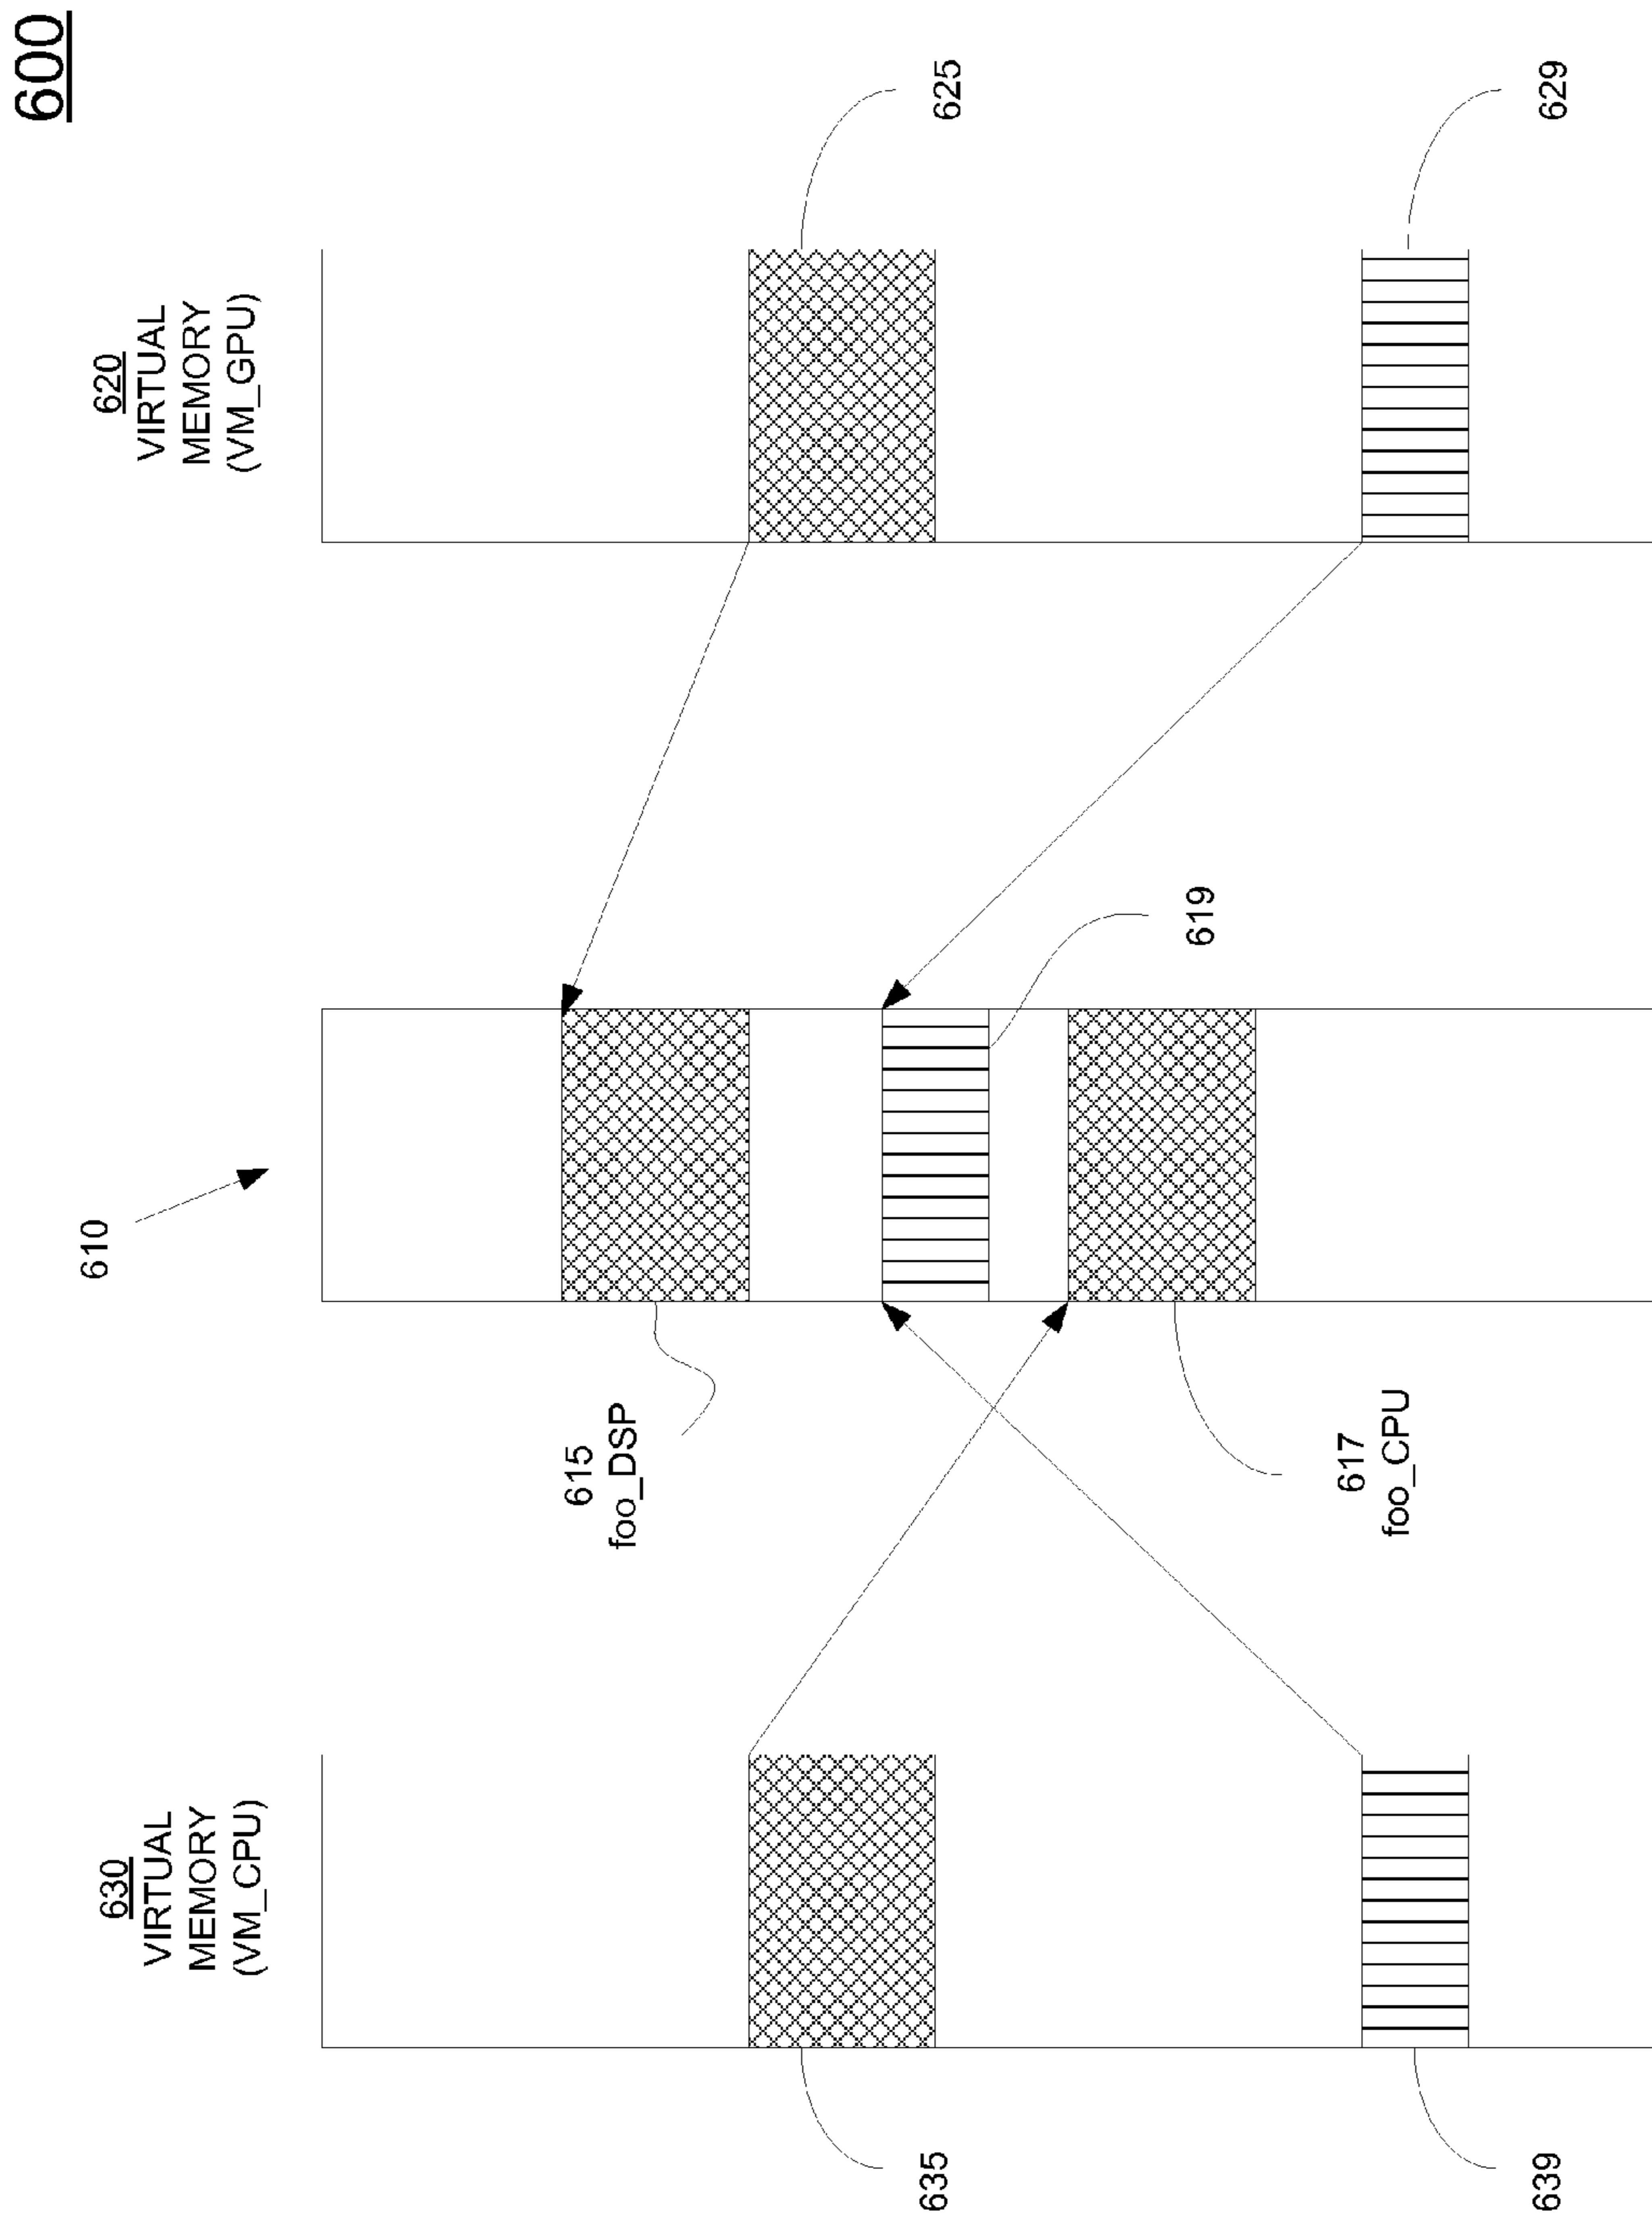 600
630
VIRTUAL
MEMORY
(VM_CPU)
610
620
VIRTUAL
MEMORY
(VM_GPU)
635
639
615
foo_DSP
617
foo_CPU
619
625
629